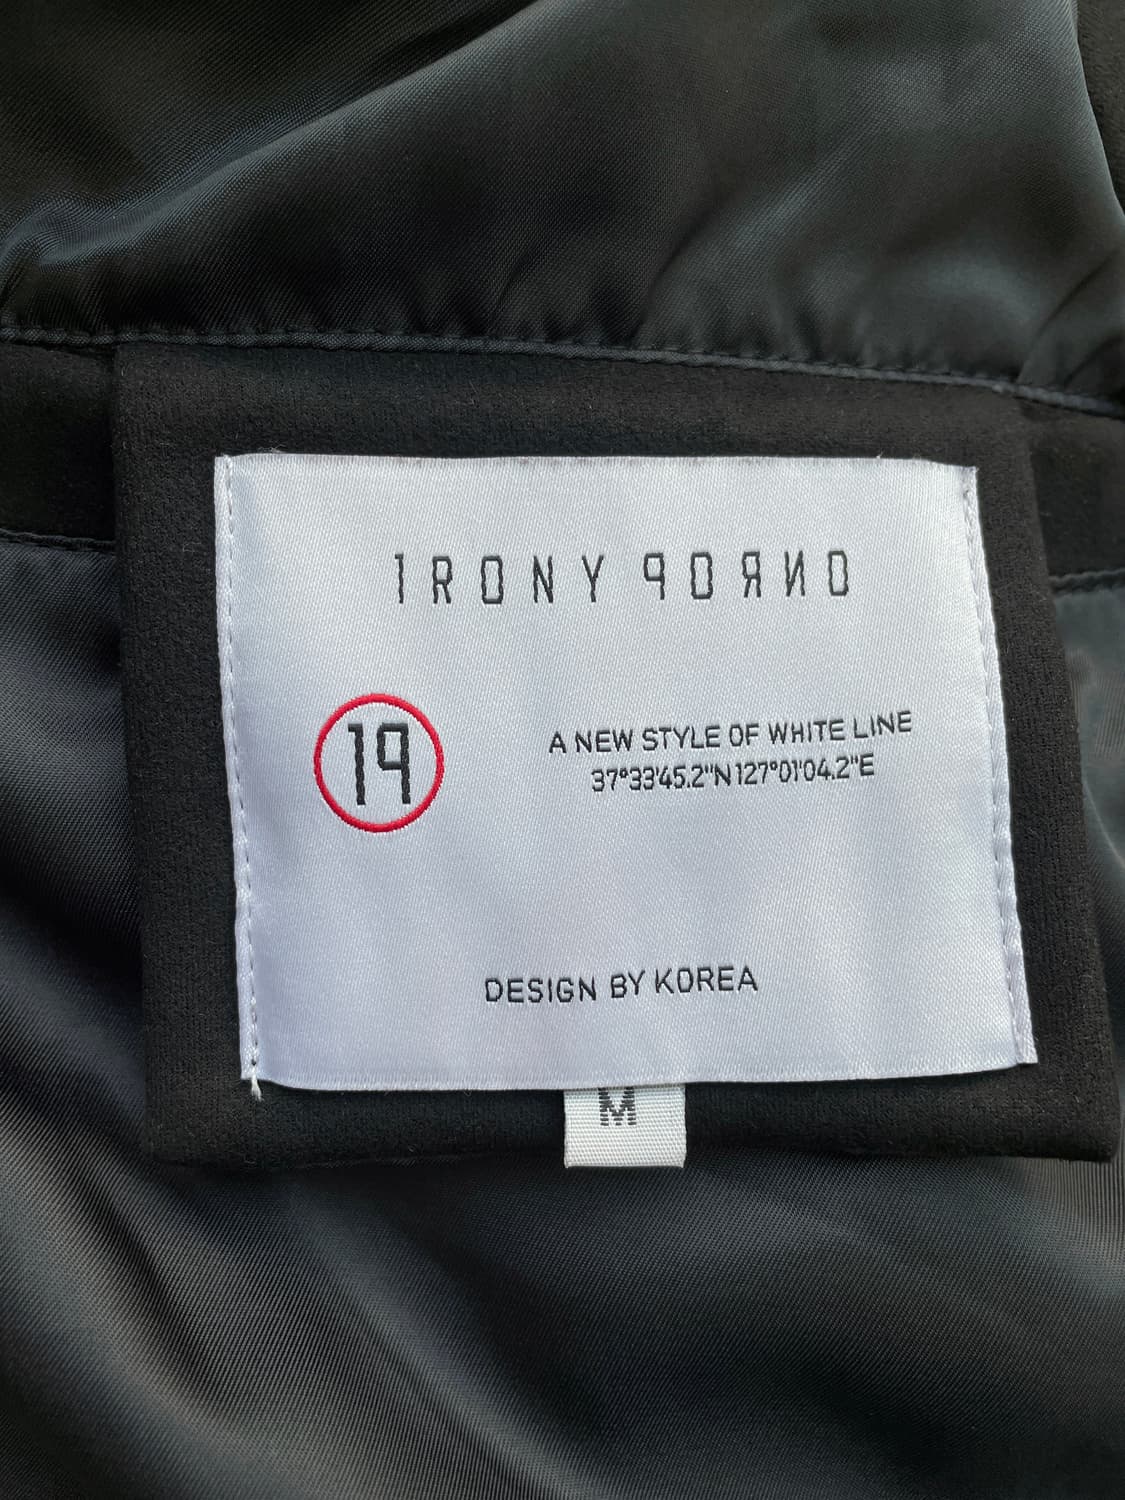 IRONY PORNO
19
A NEW STYLE OF WHITE LINE
37°33'45.2"N 127°01'04.2"E
DESIGN BY KOREA
M